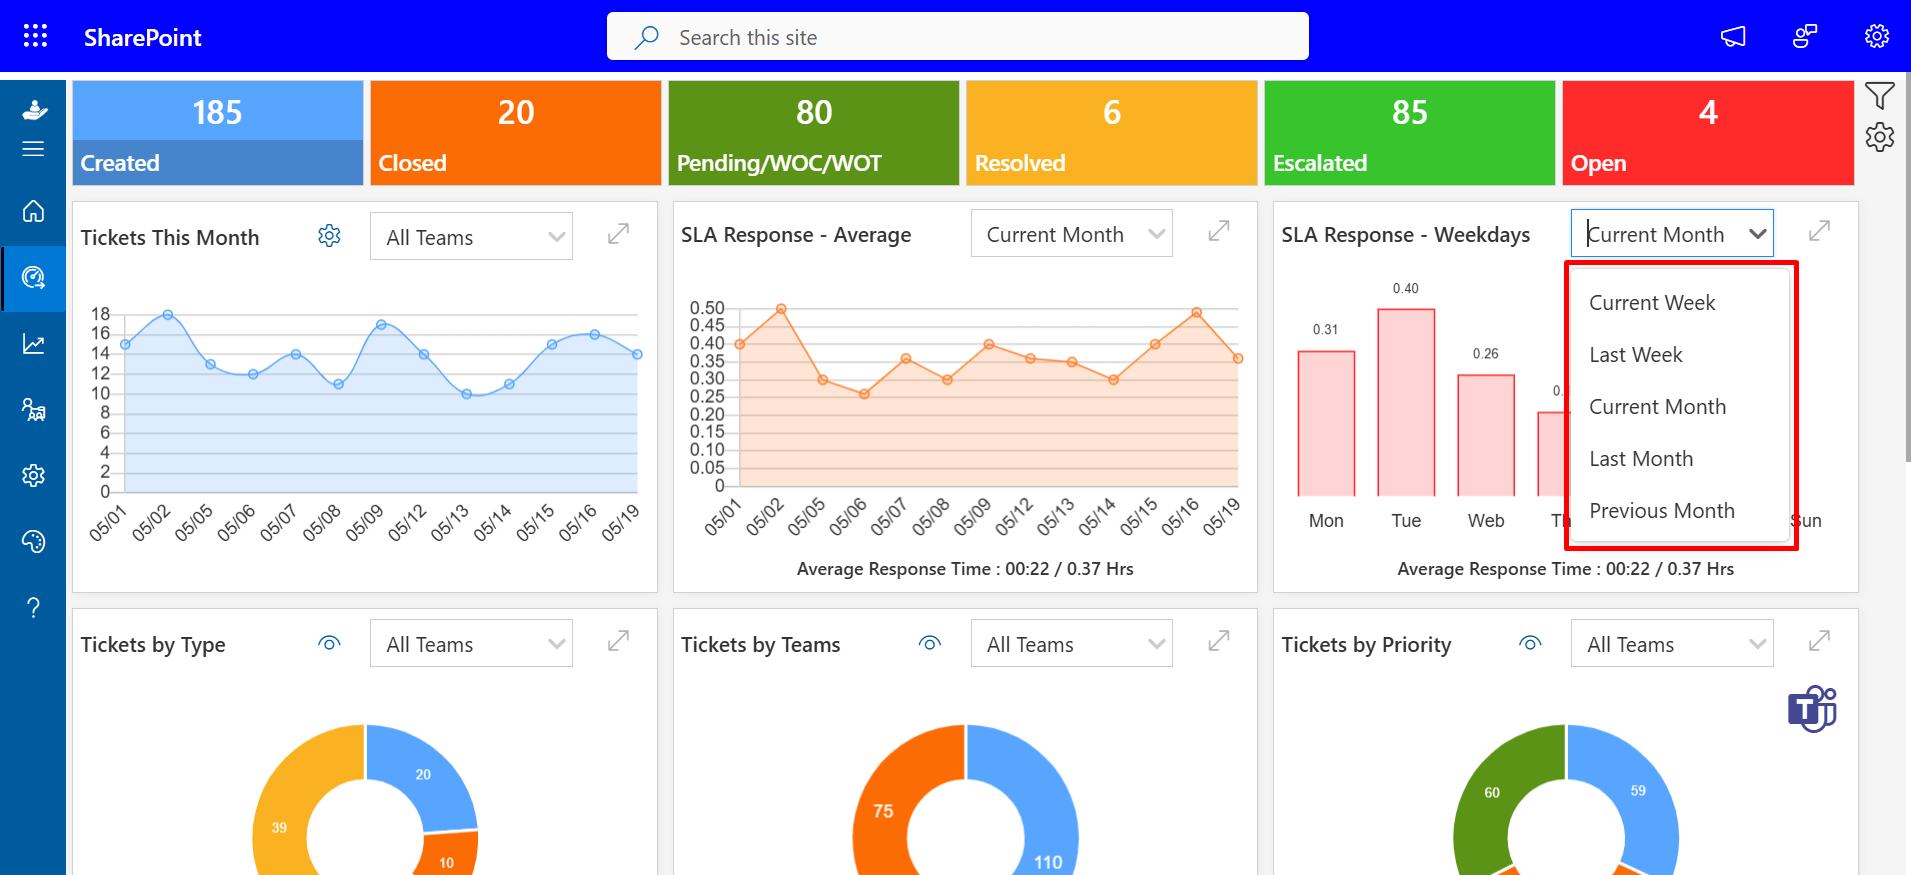 SharePoint
Search this site
185
Created
20
Closed
80
Pending/WOC/WOT
6
Resolved
85
Escalated
4
Open
Tickets This Month
All Teams
18
16
14
12
10
8
6
4
2
0
05/01 05/02 05/05 05/06 05/07 05/08 05/09 05/12 05/13 05/14 05/15 05/16 05/19
SLA Response - Average
Current Month
0.50
0.45
0.40
0.35
0.30
0.25
0.20
0.15
0.10
0.05
0
05/01 05/02 05/05 05/06 05/07 05/08 05/09 05/12 05/13 05/14 05/15 05/16 05/19
Average Response Time : 00:22 / 0.37 Hrs
SLA Response - Weekdays
Current Month
Current Week
Last Week
Current Month
Last Month
Previous Month
0.31
0.40
0.26
0.
Mon Tue Web Th Sun
Average Response Time : 00:22 / 0.37 Hrs
Tickets by Type
All Teams
20
39
10
Tickets by Teams
All Teams
75
110
Tickets by Priority
All Teams
T
60
59